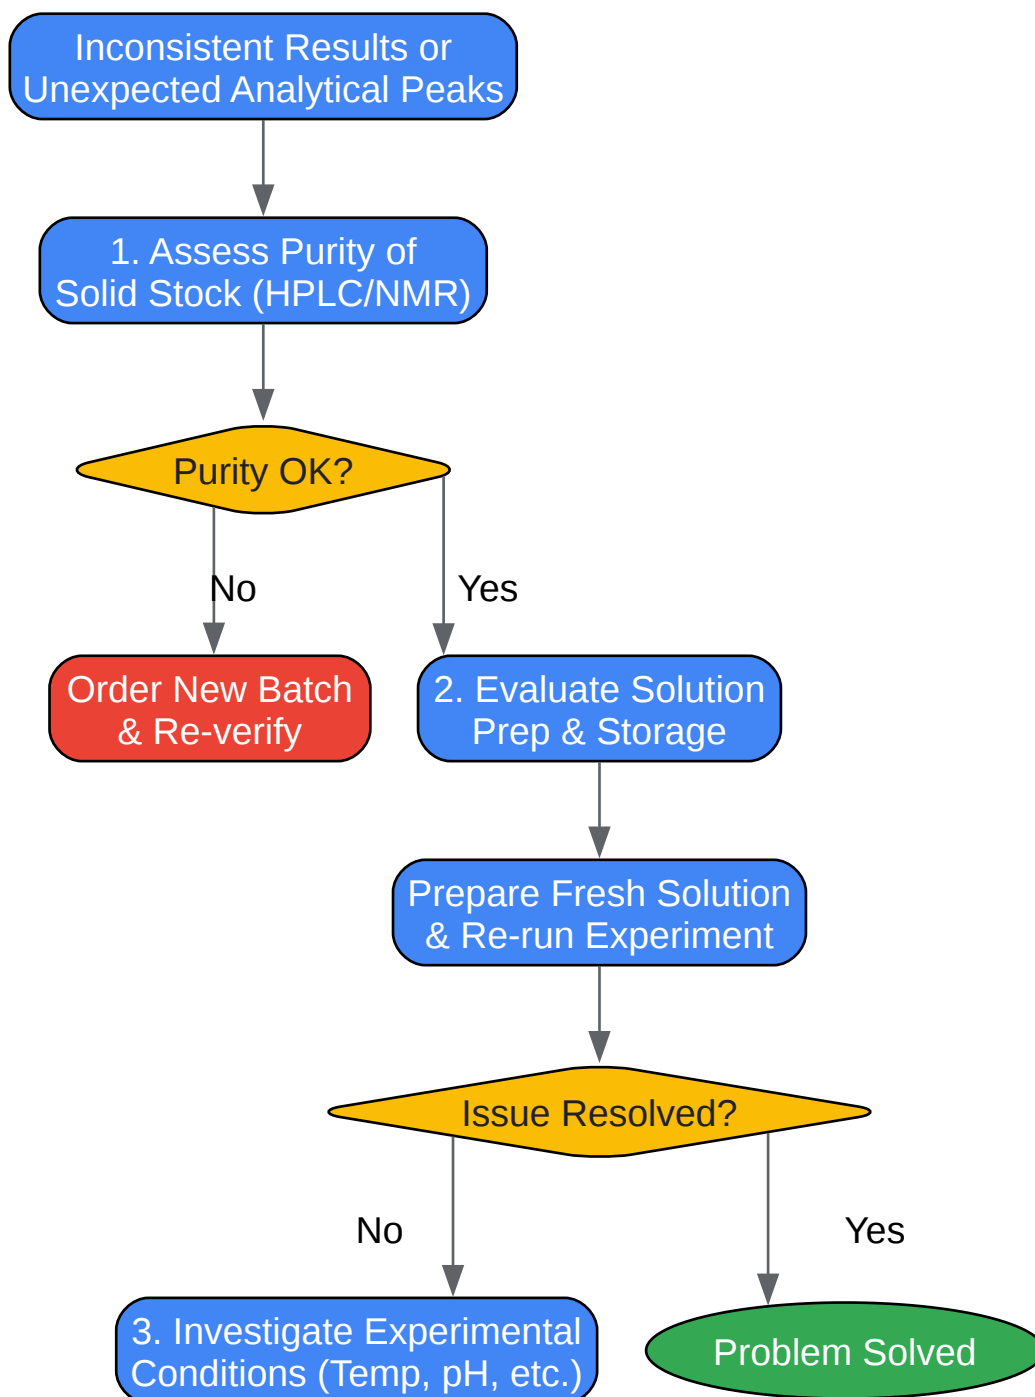 Inconsistent Results or
Unexpected Analytical Peaks
1. Assess Purity of
Solid Stock (HPLC/NMR)
Purity OK?
No
Yes
Order New Batch
& Re-verify
2. Evaluate Solution
Prep & Storage
Prepare Fresh Solution
& Re-run Experiment
Issue Resolved?
No
Yes
3. Investigate Experimental
Conditions (Temp, pH, etc.)
Problem Solved